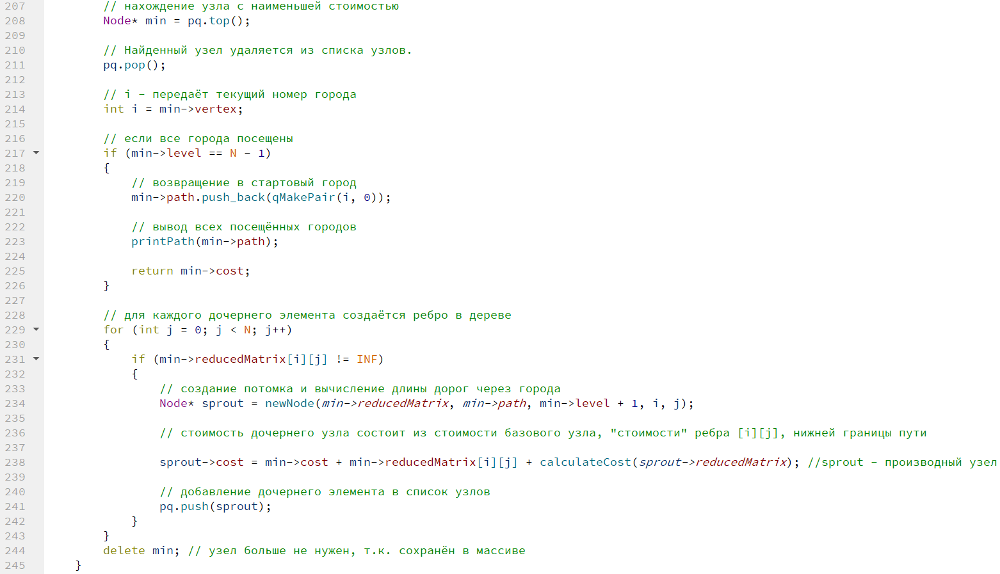 207 // нахождение узла с наименьшей стоимостью
208 Node* min = pq.top();
209
210 // Найденный узел удаляется из списка узлов.
211 pq.pop();
212
213 // i - передаёт текущий номер города
214 int i = min->vertex;
215
216 // если все города посещены
217 if (min->level == N - 1)
218 {
219 // возвращение в стартовый город
220 min->path.push_back(qMakePair(i, 0));
221
222 // вывод всех посещённых городов
223 printPath(min->path);
224
225 return min->cost;
226 }
227
228 // для каждого дочернего элемента создаётся ребро в дереве
229 for (int j = 0; j < N; j++)
230 {
231 if (min->reducedMatrix[i][j] != INF)
232 {
233 // создание потомка и вычисление длины дорог через города
234 Node* sprout = newNode(min->reducedMatrix, min->path, min->level + 1, i, j);
235
236 // стоимость дочернего узла состоит из стоимости базового узла, "стоимости" ребра [i][j], нижней границы пути
237
238 sprout->cost = min->cost + min->reducedMatrix[i][j] + calculateCost(sprout->reducedMatrix); //sprout - производный узел
239
240 // добавление дочернего элемента в список узлов
241 pq.push(sprout);
242 }
243 }
244 delete min; // узел больше не нужен, т.к. сохранён в массиве
245 }